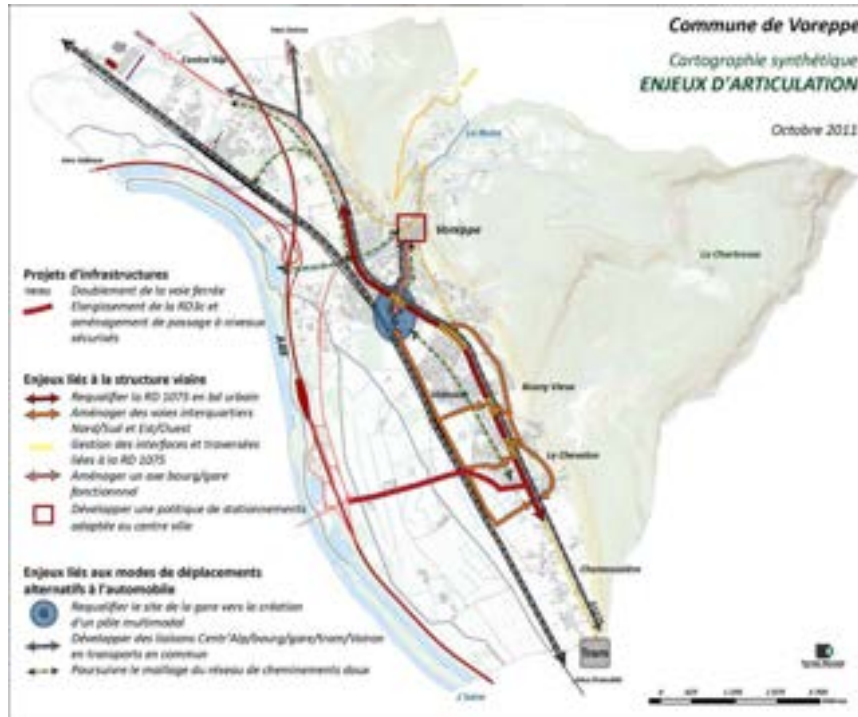 Commune de Voreppe
Cartographie synthétique
ENJEUX D'ARTICULATION
Octobre 2011
Centr'Alp
La Roize
Voreppe
La Chartreuse
Projets d'infrastructures
Doublement de la voie ferrée
Elargissement de la RD3c et
aménagement de passage à niveaux
sécurisés
A48
Enjeux liés à la structure viaire
Requalifier la RD 1075 en bd urbain
Aménager des voies interquartiers
Nord/Sud et Est/Ouest
Gestion des interfaces et traversées
liées à la RD 1075
Aménager un axe bourg/gare
fonctionnel
Développer une politique de stationnements
adaptée au centre ville
Bourg Vieux
Le Chevalon
Enjeux liés aux modes de déplacements
alternatifs à l'automobile
Requalifier le site de la gare vers la création
d'un pôle multimodal
Développer des liaisons Centr'Alp/bourg/gare/tram/Voiron
en transports en commun
Poursuivre le maillage du réseau de cheminements doux
Tram
L'Isère